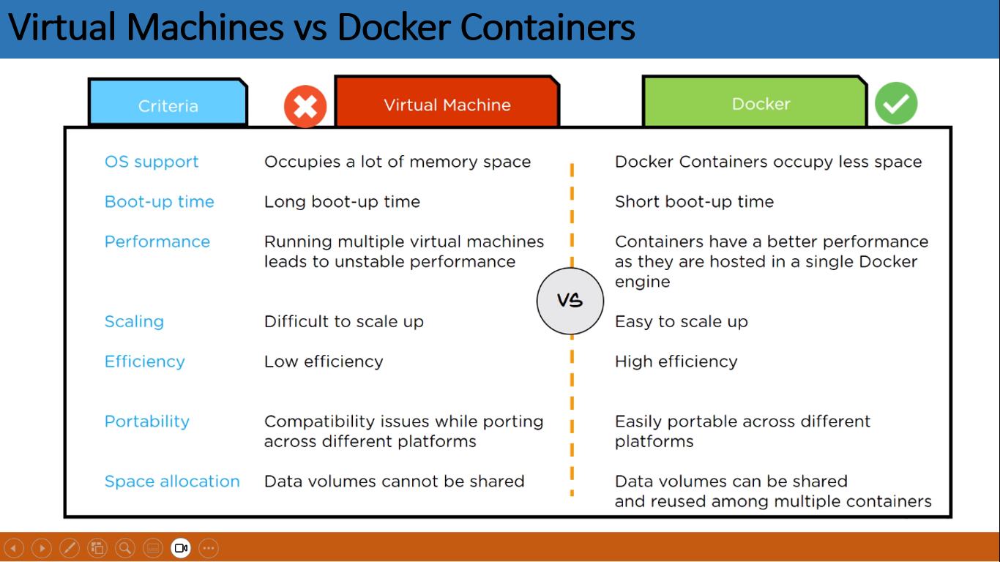 Virtual Machines vs Docker Containers
Criteria
Virtual Machine
Docker
OS support
Occupies a lot of memory space
Docker Containers occupy less space
Boot-up time
Long boot-up time
Short boot-up time
Performance
Running multiple virtual machines
leads to unstable performance
Containers have a better performance
as they are hosted in a single Docker
engine
VS
Scaling
Difficult to scale up
Easy to scale up
Efficiency
Low efficiency
High efficiency
Portability
Compatibility issues while porting
across different platforms
Easily portable across different
platforms
Space allocation
Data volumes cannot be shared
Data volumes can be shared
and reused among multiple containers